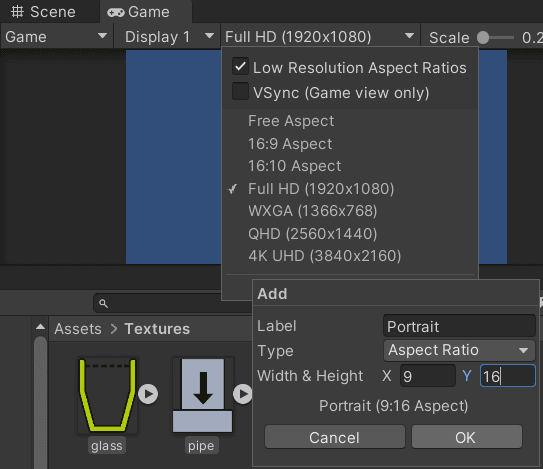 Scene Game
Game Display 1 Full HD (1920x1080) Scale 0.2
Low Resolution Aspect Ratios
VSync (Game view only)
Free Aspect
16:9 Aspect
16:10 Aspect
Full HD (1920x1080)
WXGA (1366x768)
QHD (2560x1440)
4K UHD (3840x2160)
Add
Label Portrait
Type Aspect Ratio
Width & Height X 9 Y 16
Portrait (9:16 Aspect)
Cancel OK
Assets > Textures
glass pipe